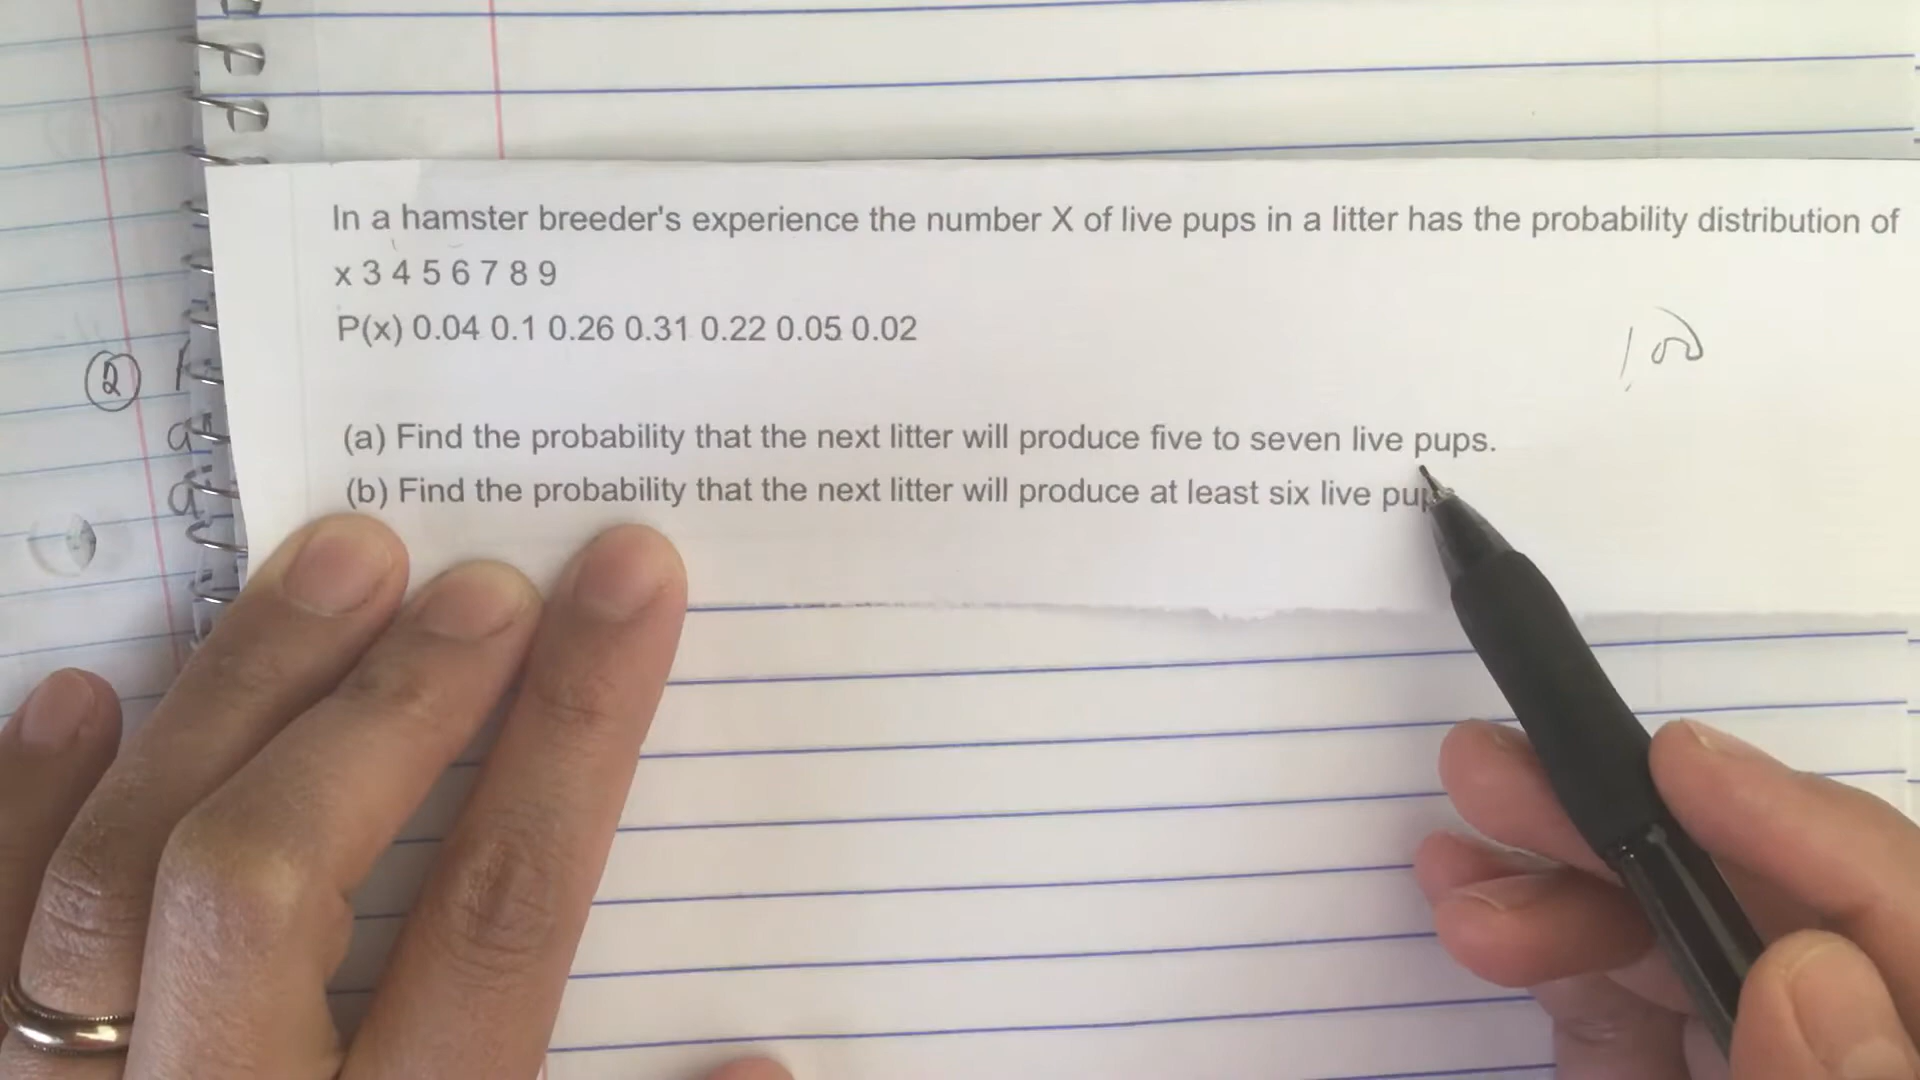 In a hamster breeder's experience the number X of live pups in a litter has the probability distribution of
x 3 4 5 6 7 8 9
P(x) 0.04 0.1 0.26 0.31 0.22 0.05 0.02
(a) Find the probability that the next litter will produce five to seven live pups.
(b) Find the probability that the next litter will produce at least six live
2
a
a